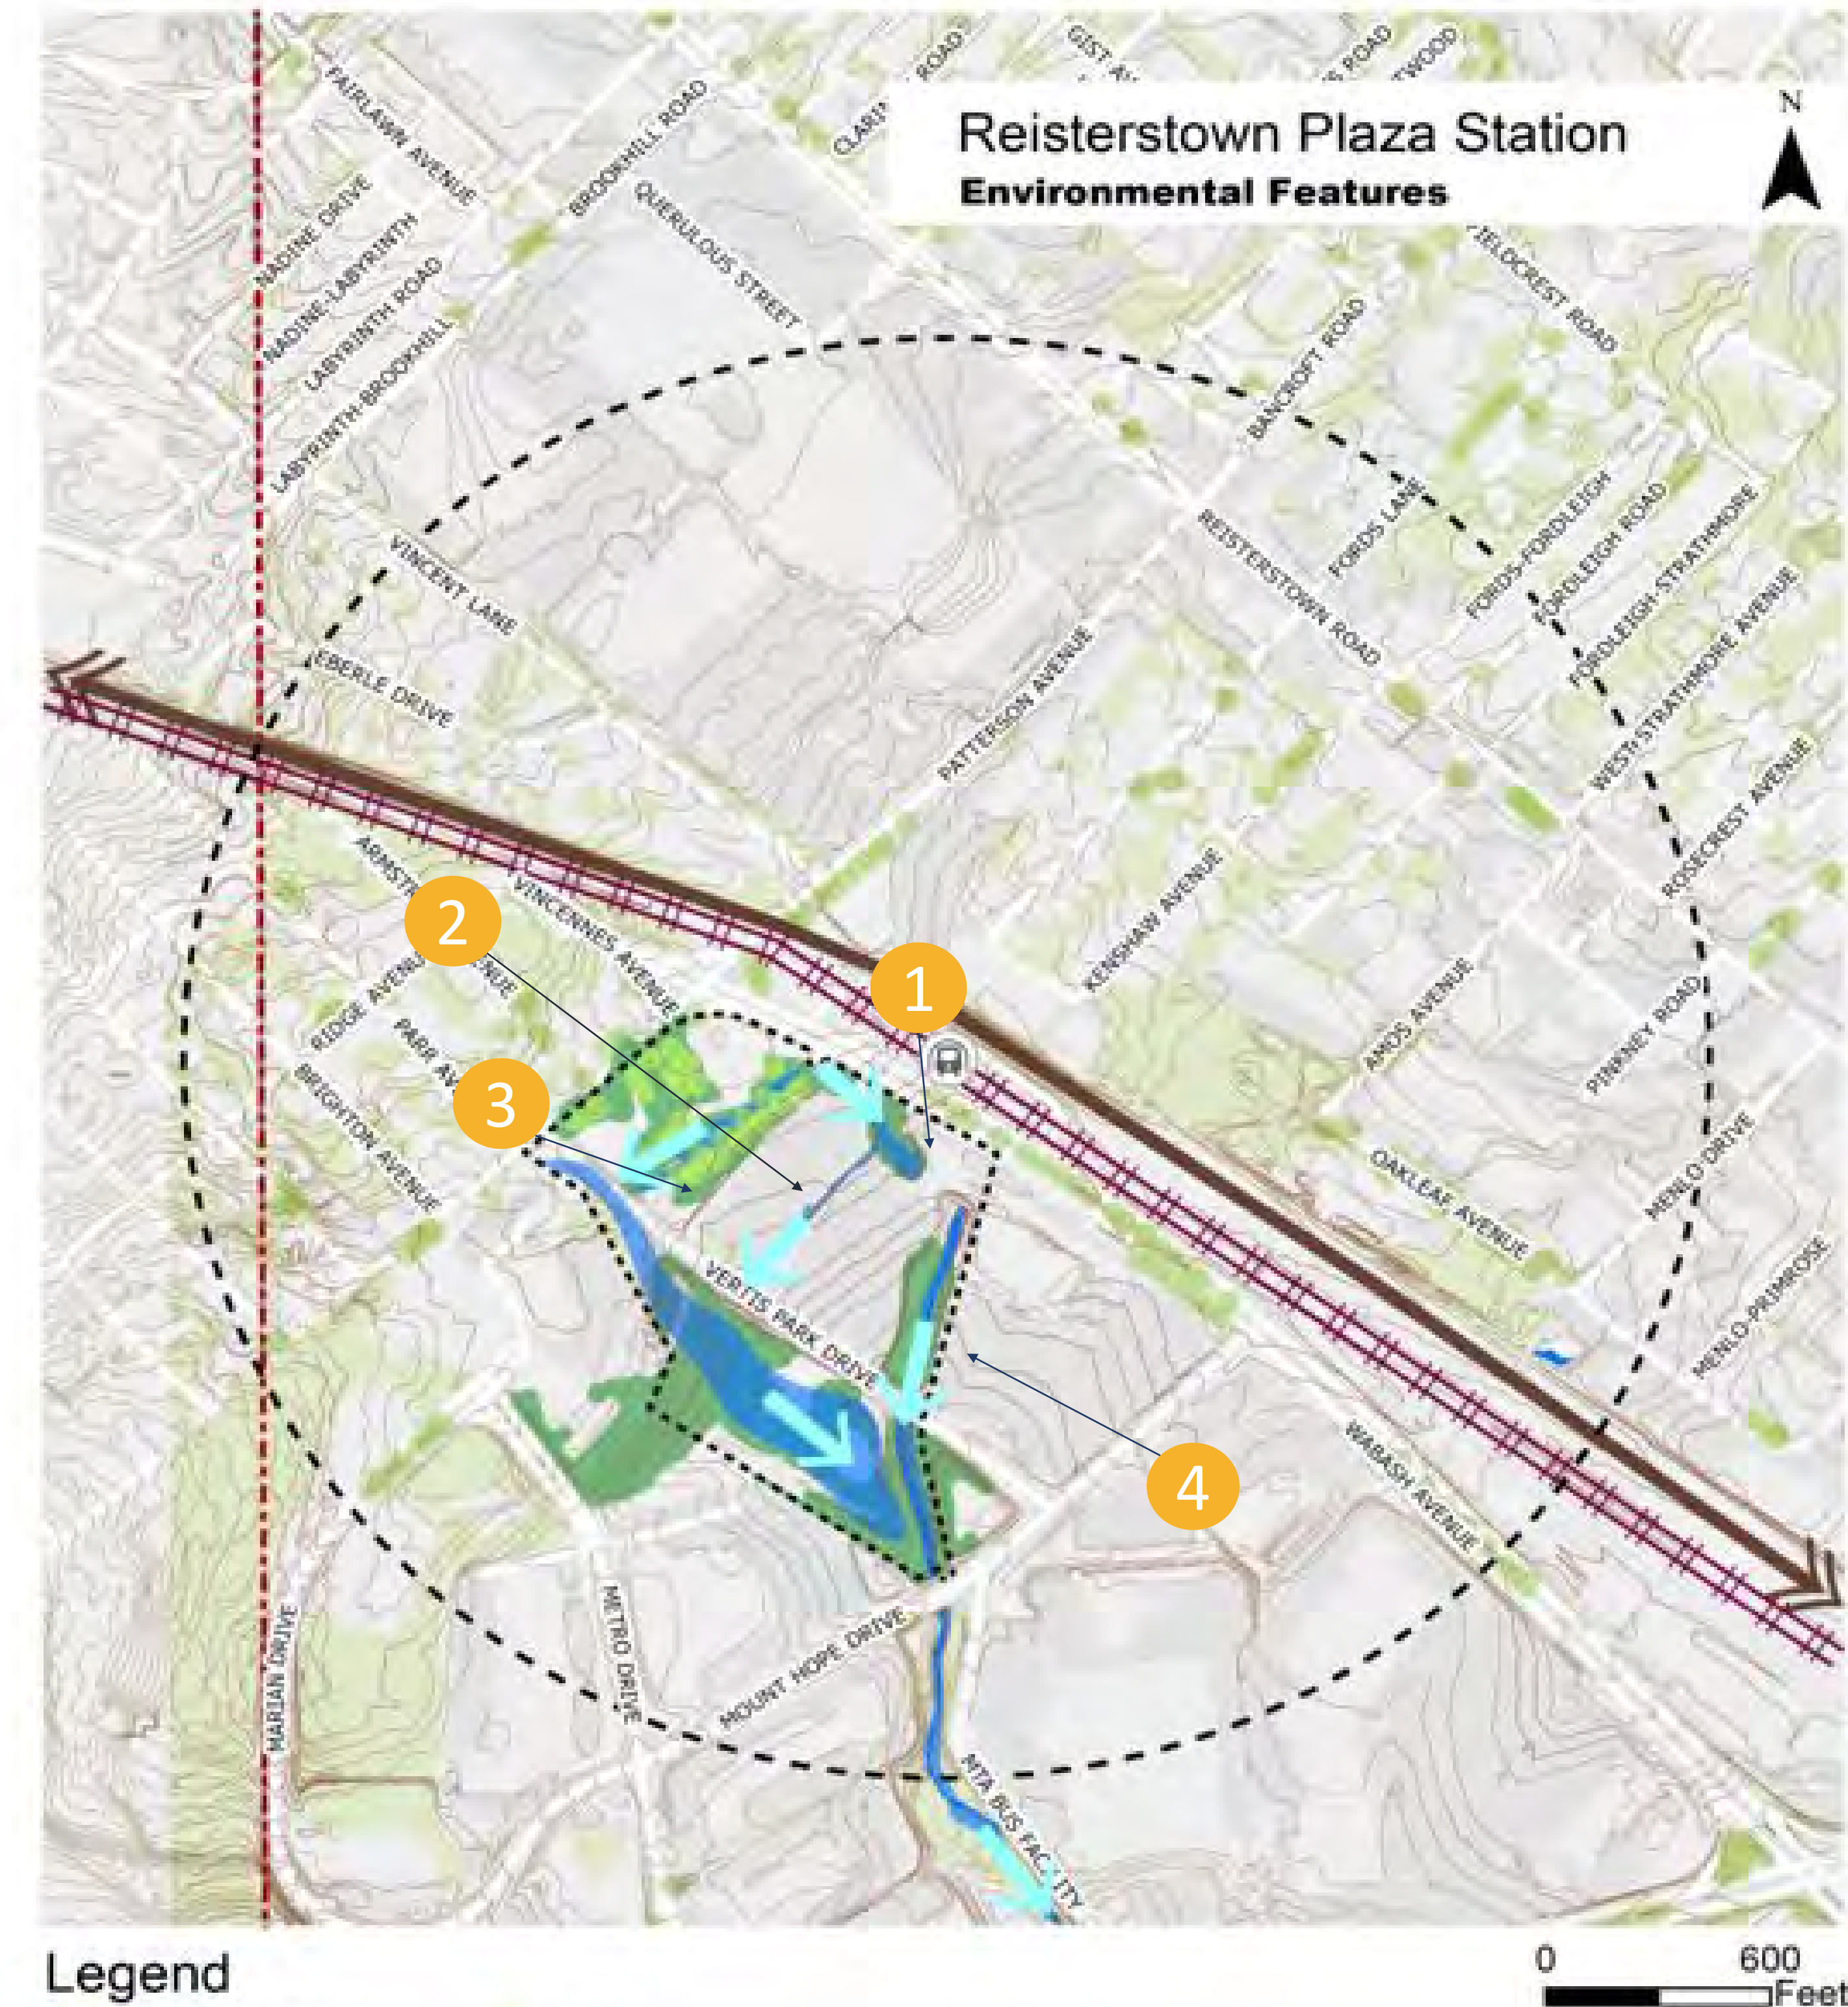 FAIRLAWN AVENUE
BROOKHILL ROAD
ROAD
Reisterstown Plaza Station
Environmental Features
N
NADINE DRIVE
NADINE-LABYRINTH
LABYRINTH ROAD
LABYRINTH-BROOKHILL
QUERULOUS STREET
BANCROFT ROAD
VINCENT LANE
EBERLE DRIVE
REISTERSTOWN ROAD
FORDS LANE
FORDS-FORDLEIGH
FORDLEIGH ROAD
FORDLEIGH-STRATHMORE
WEST STRATHMORE AVENUE
PATTERSON AVENUE
ROSECREST AVENUE
VINCENNES AVENUE
KENSHAW AVENUE
AMOS AVENUE
PINKNEY ROAD
2
1
3
BRIGHTON AVENUE
OAKLEAF AVENUE
MENLO DRIVE
MENLO-PRIMROSE
VERTIS PARK DRIVE
4
WABASH AVENUE
METRO DRIVE
MARIAN DRIVE
MOUNT HOPE DRIVE
MTA BUS FAC
ITY
Legend
0 600
Feet